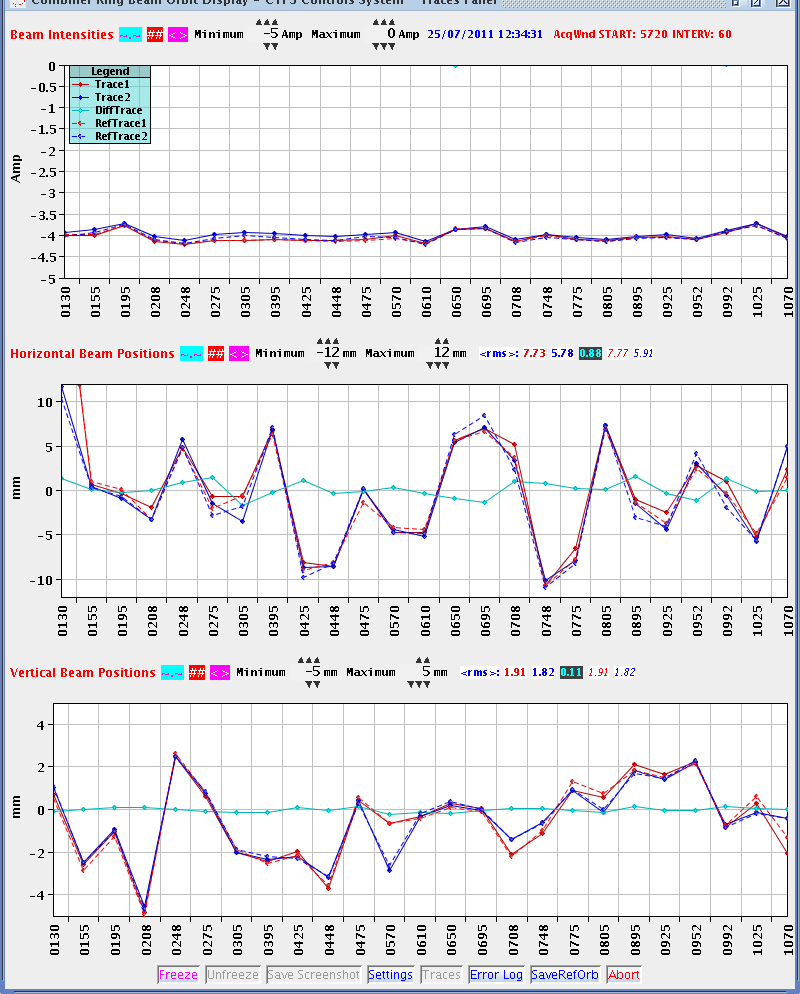 Combiner Ring Beam Orbit Display - CTF3 Controls System - Traces Panel
Beam Intensities ~.~ ## <> Minimum -5 Amp Maximum 0 Amp 25/07/2011 12:34:31 AcqWnd START: 5720 INTERV: 60
Legend
Trace1
Trace2
DiffTrace
RefTrace1
RefTrace2
0
-0.5
-1
-1.5
-2
-2.5
-3
-3.5
-4
-4.5
-5
Amp
0130 0155 0195 0208 0248 0275 0305 0395 0425 0448 0475 0570 0610 0650 0695 0708 0748 0775 0805 0895 0925 0952 0992 1025 1070
Horizontal Beam Positions ~.~ ## <> Minimum -12 mm Maximum 12 mm <rms>: 7.73 5.78 0.88 7.77 5.91
10
5
0
-5
-10
mm
0130 0155 0195 0208 0248 0275 0305 0395 0425 0448 0475 0570 0610 0650 0695 0708 0748 0775 0805 0895 0925 0952 0992 1025 1070
Vertical Beam Positions ~.~ ## <> Minimum -5 mm Maximum 5 mm <rms>: 1.91 1.82 0.11 1.91 1.82
4
2
0
-2
-4
mm
0130 0155 0195 0208 0248 0275 0305 0395 0425 0448 0475 0570 0610 0650 0695 0708 0748 0775 0805 0895 0925 0952 0992 1025 1070
Freeze Unfreeze Save Screenshot Settings Traces Error Log SaveRefOrb Abort